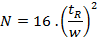 N = 16 . (t_R / w)^2